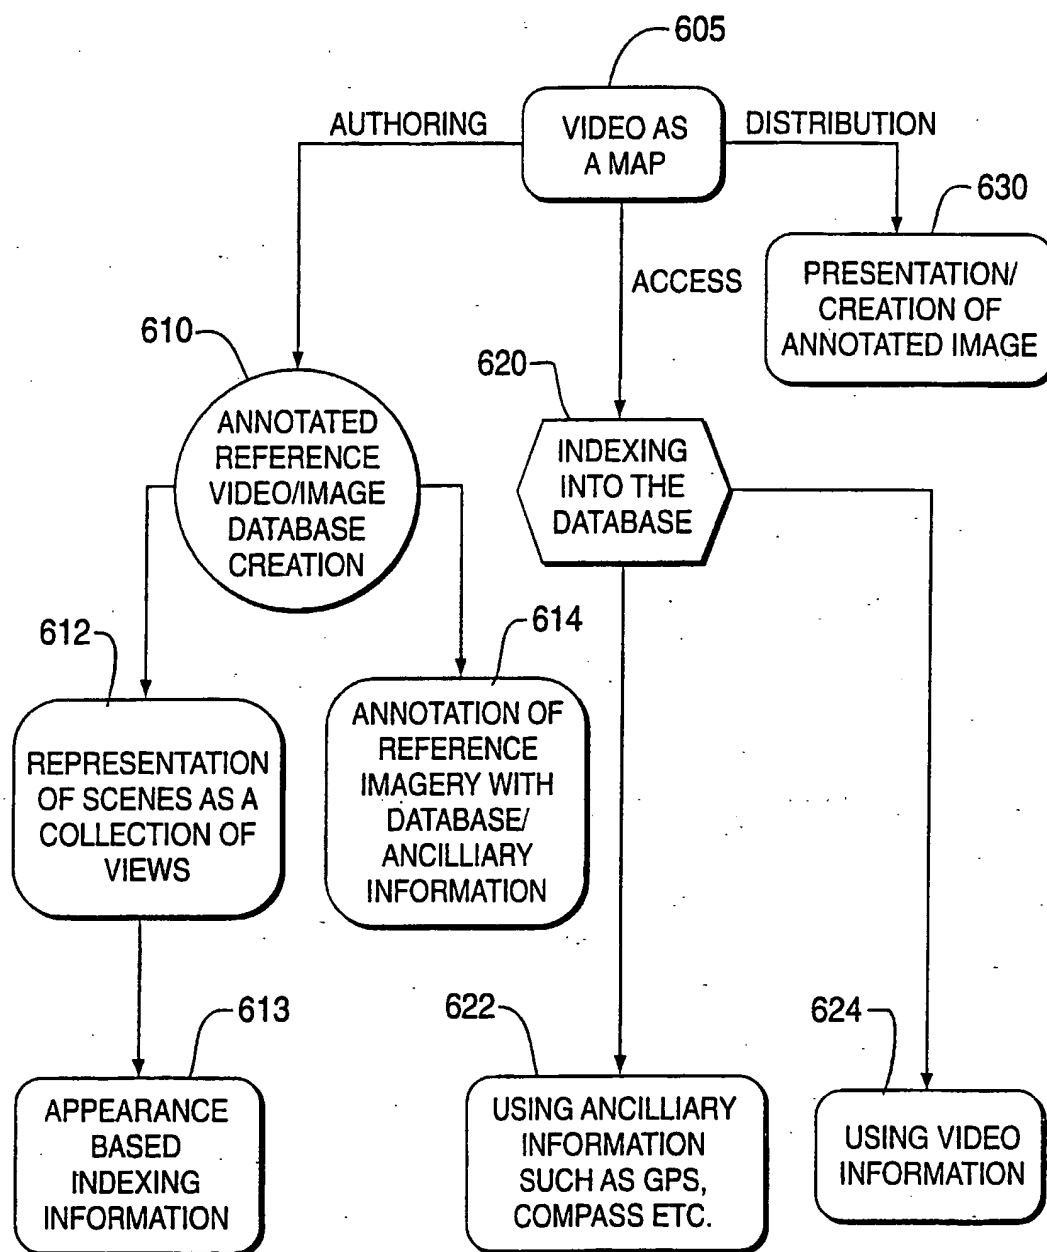 605
AUTHORING
VIDEO AS
A MAP
DISTRIBUTION
630
PRESENTATION/
CREATION OF
ANNOTATED IMAGE
ACCESS
610
ANNOTATED
REFERENCE
VIDEO/IMAGE
DATABASE
CREATION
620
INDEXING
INTO THE
DATABASE
612
REPRESENTATION
OF SCENES AS A
COLLECTION OF
VIEWS
614
ANNOTATION OF
REFERENCE
IMAGERY WITH
DATABASE/
ANCILLIARY
INFORMATION
613
APPEARANCE
BASED
INDEXING
INFORMATION
622
USING ANCILLIARY
INFORMATION
SUCH AS GPS,
COMPASS ETC.
624
USING VIDEO
INFORMATION